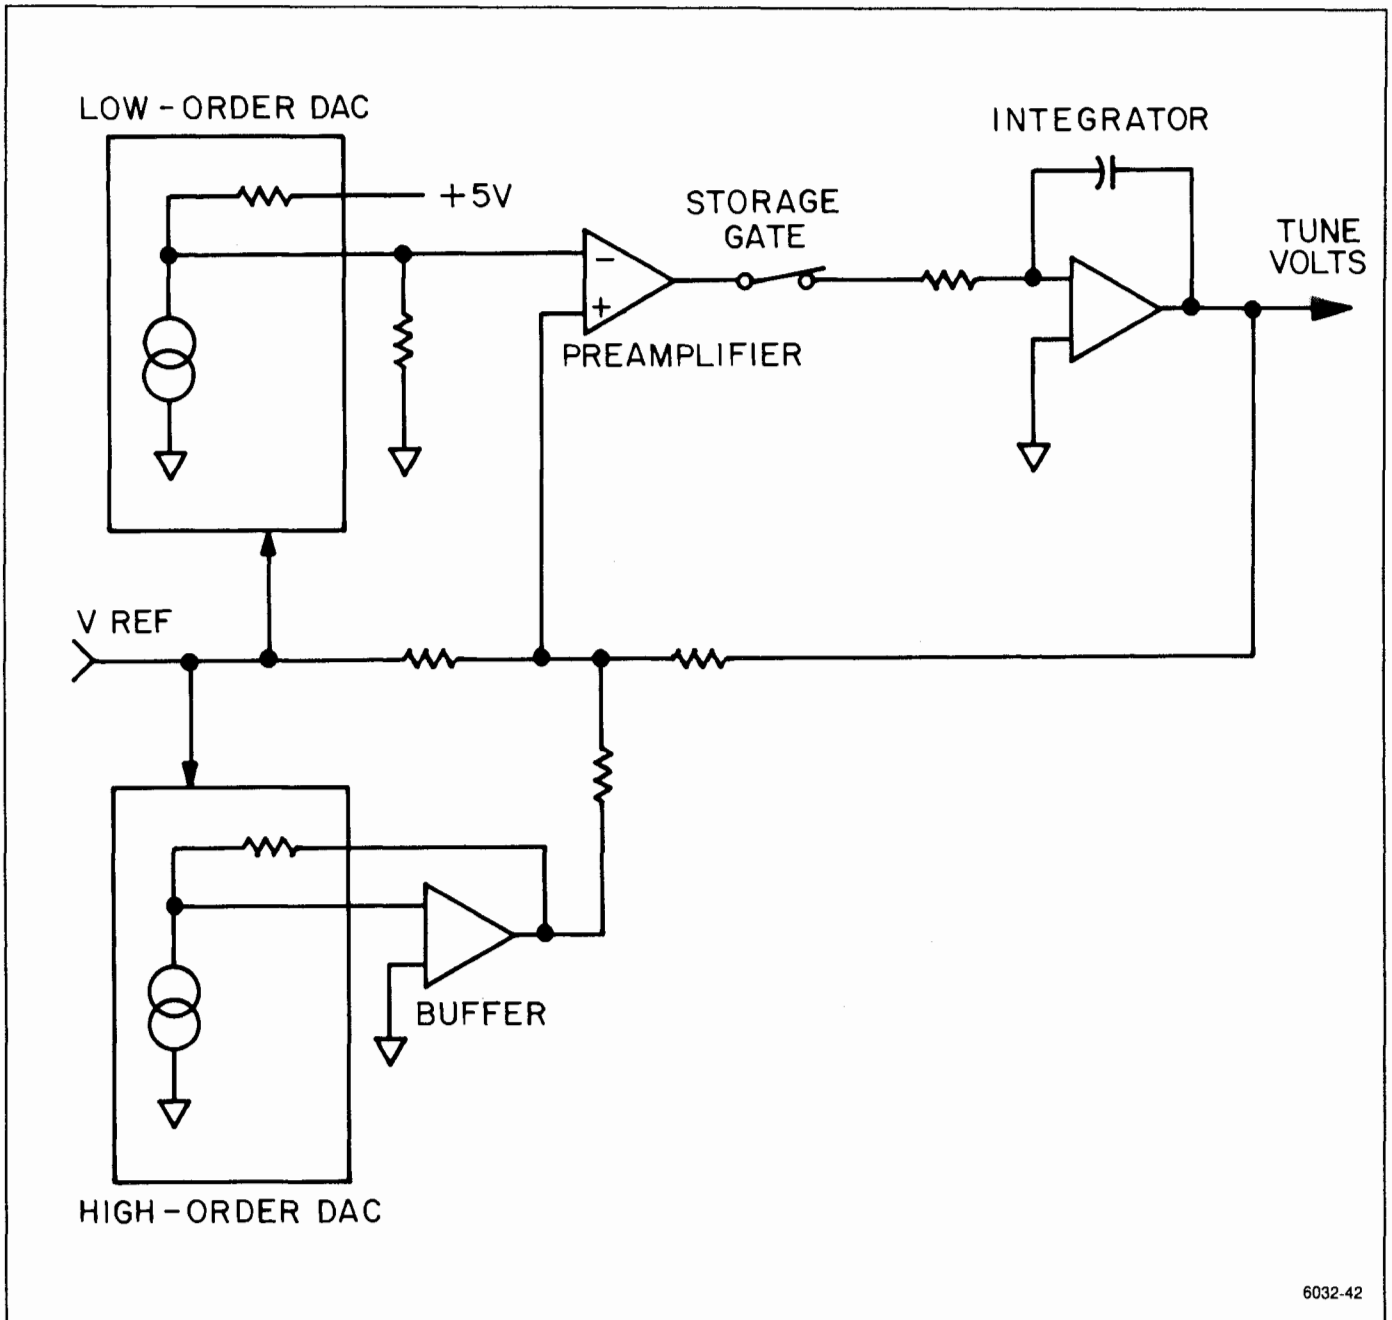 LOW-ORDER DAC
INTEGRATOR
+5V
STORAGE
GATE
TUNE
VOLTS
−
+
PREAMPLIFIER
V REF
BUFFER
HIGH-ORDER DAC
6032-42